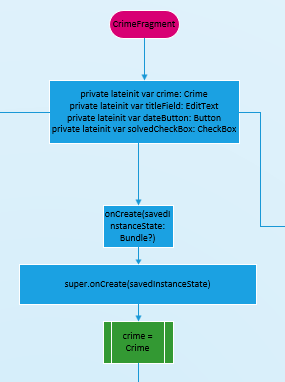 CrimeFragment
private lateinit var crime: Crime
private lateinit var titleField: EditText
private lateinit var dateButton: Button
private lateinit var solvedCheckBox: CheckBox
onCreate(savedI
nstanceState:
Bundle?)
super.onCreate(savedInstanceState)
crime =
Crime